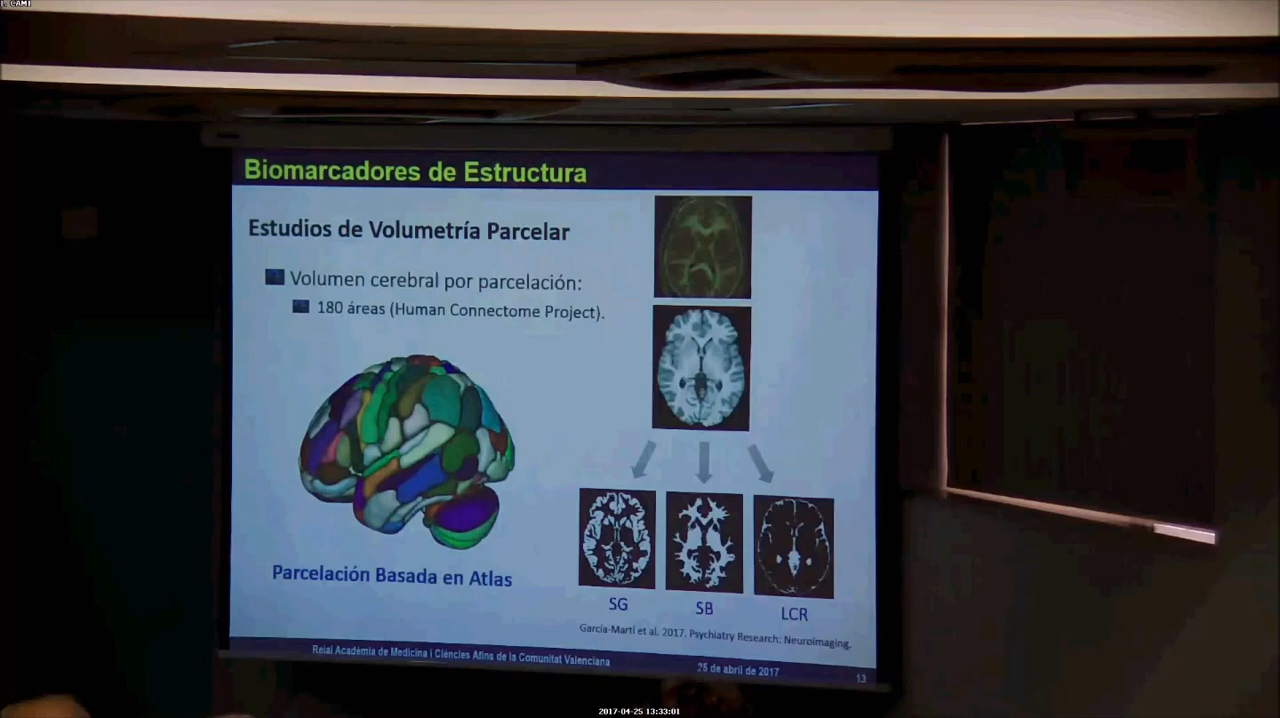 Biomarcadores de Estructura
Estudios de Volumetría Parcelar
Volumen cerebral por parcelación:
180 áreas (Human Connectome Project).
Parcelación Basada en Atlas
SG
SB
LCR
García-Martí et al. 2017. Psychiatry Research: Neuroimaging.
Reial Acadèmia de Medicina i Ciències Afins de la Comunitat Valenciana
25 de abril de 2017
13
2017-04-25 13:33:01